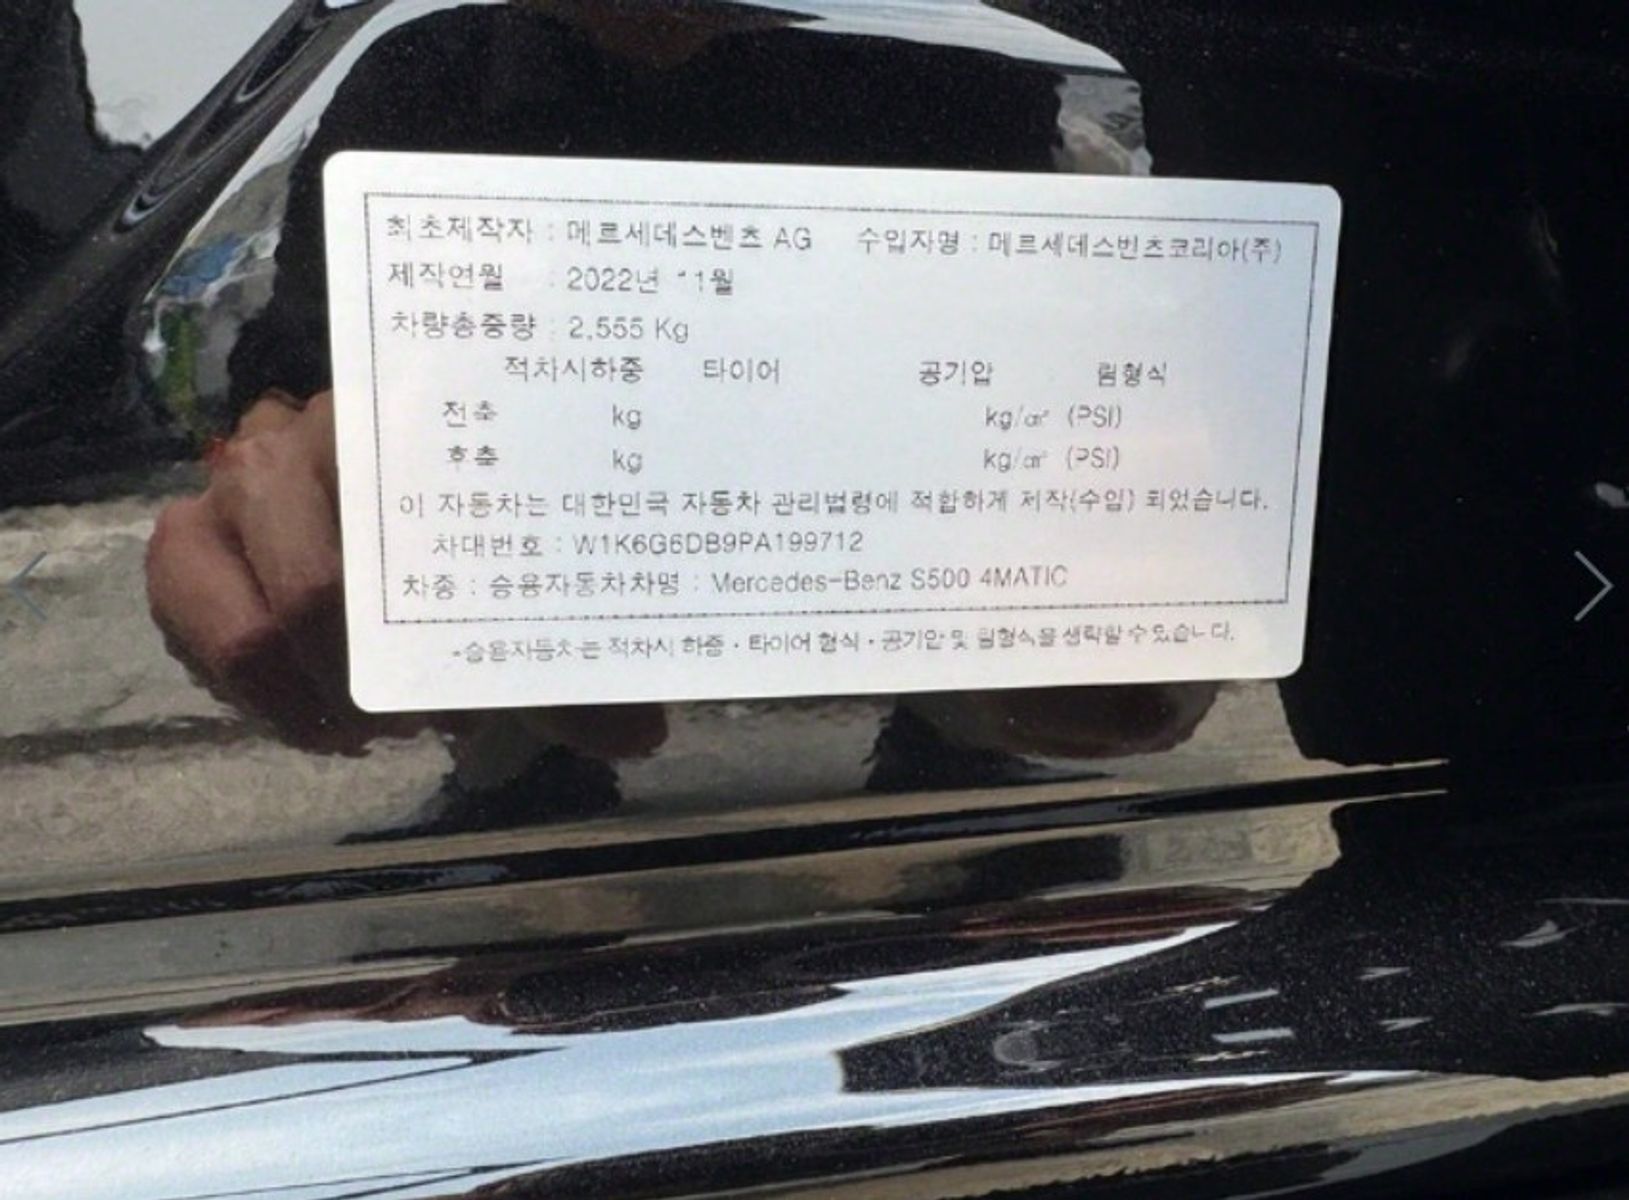 최초제작자 : 메르세데스벤츠 AG 수입자명 : 메르세데스벤츠코리아(주)
제작연월 : 2022년 11월
차량총중량 : 2,555 Kg
적차시하중 타이어 공기압 림형식
전축 kg kg/㎠ (PSI)
후축 kg kg/㎠ (PSI)
이 자동차는 대한민국 자동차 관리법령에 적합하게 제작(수입) 되었습니다.
차대번호 : W1K6G6DB9PA199712
차종 : 승용자동차차명 : Mercedes-Benz S500 4MATIC
*승용자동차는 적차시 하중 · 타이어 형식 · 공기압 및 림형식을 생략할 수 있습니다.